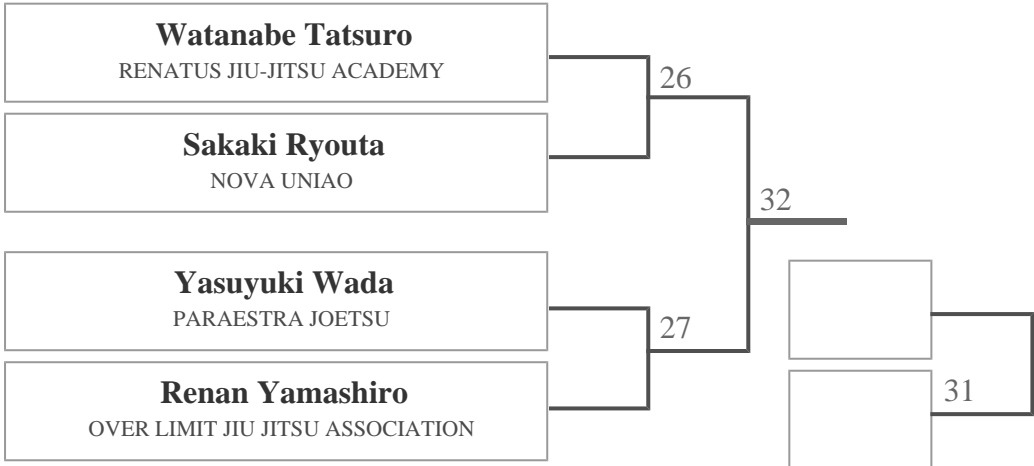 Watanabe Tatsuro
RENATUS JIU-JITSU ACADEMY
26
Sakaki Ryouta
NOVA UNIAO
32
Yasuyuki Wada
PARAESTRA JOETSU
27
Renan Yamashiro
OVER LIMIT JIU JITSU ASSOCIATION
31